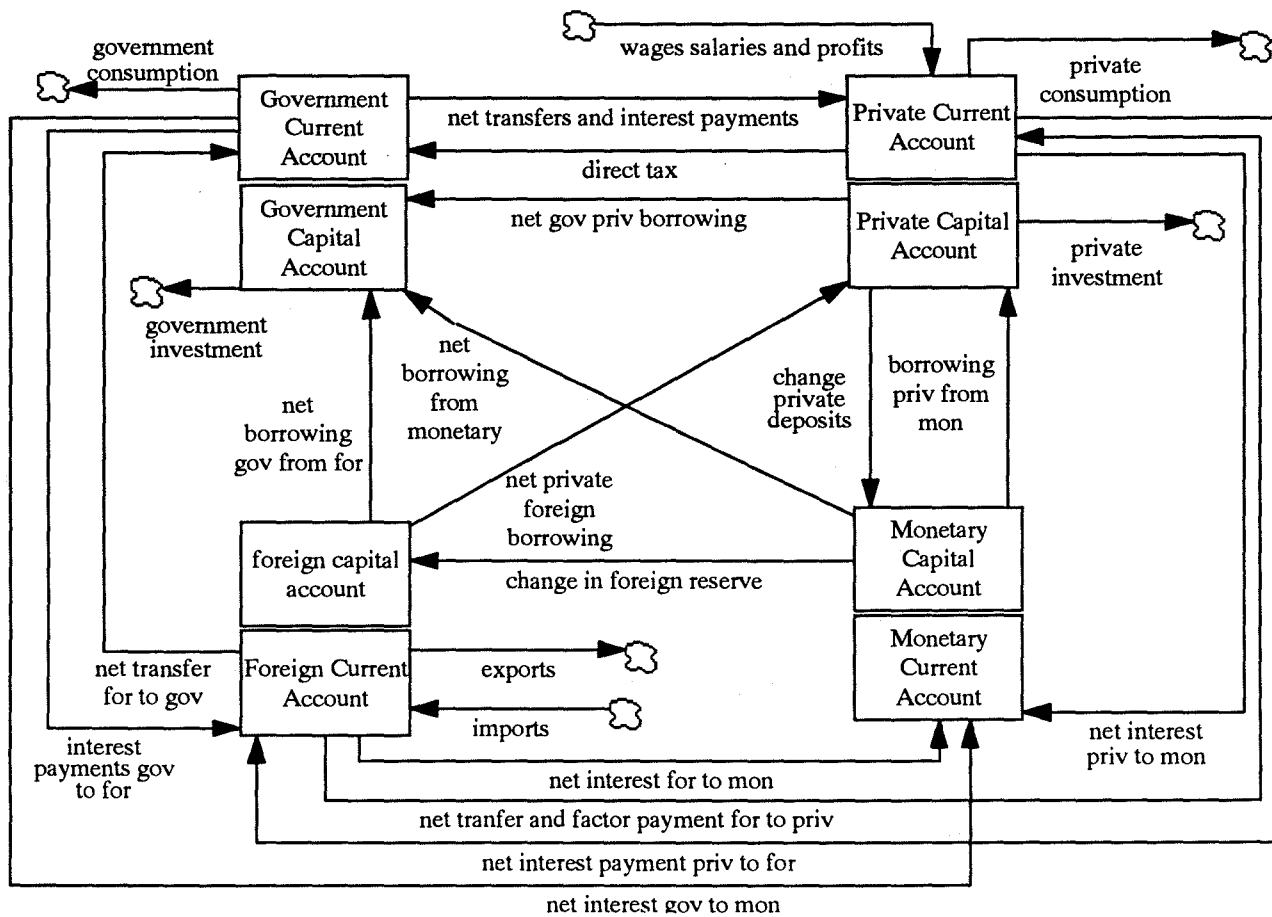 government
consumption
wages salaries and profits
private
consumption
Government
Current
Account
net transfers and interest payments
Private Current
Account
direct tax
Government
Capital
Account
net gov priv borrowing
Private Capital
Account
private
investment
government
investment
net
borrowing
from
monetary
change
private
deposits
borrowing
priv from
mon
net
borrowing
gov from for
net private
foreign
borrowing
foreign capital
account
change in foreign reserve
Monetary
Capital
Account
net transfer
for to gov
Foreign Current
Account
exports
imports
Monetary
Current
Account
interest
payments gov
to for
net interest
priv to mon
net interest for to mon
net tranfer and factor payment for to priv
net interest payment priv to for
net interest gov to mon